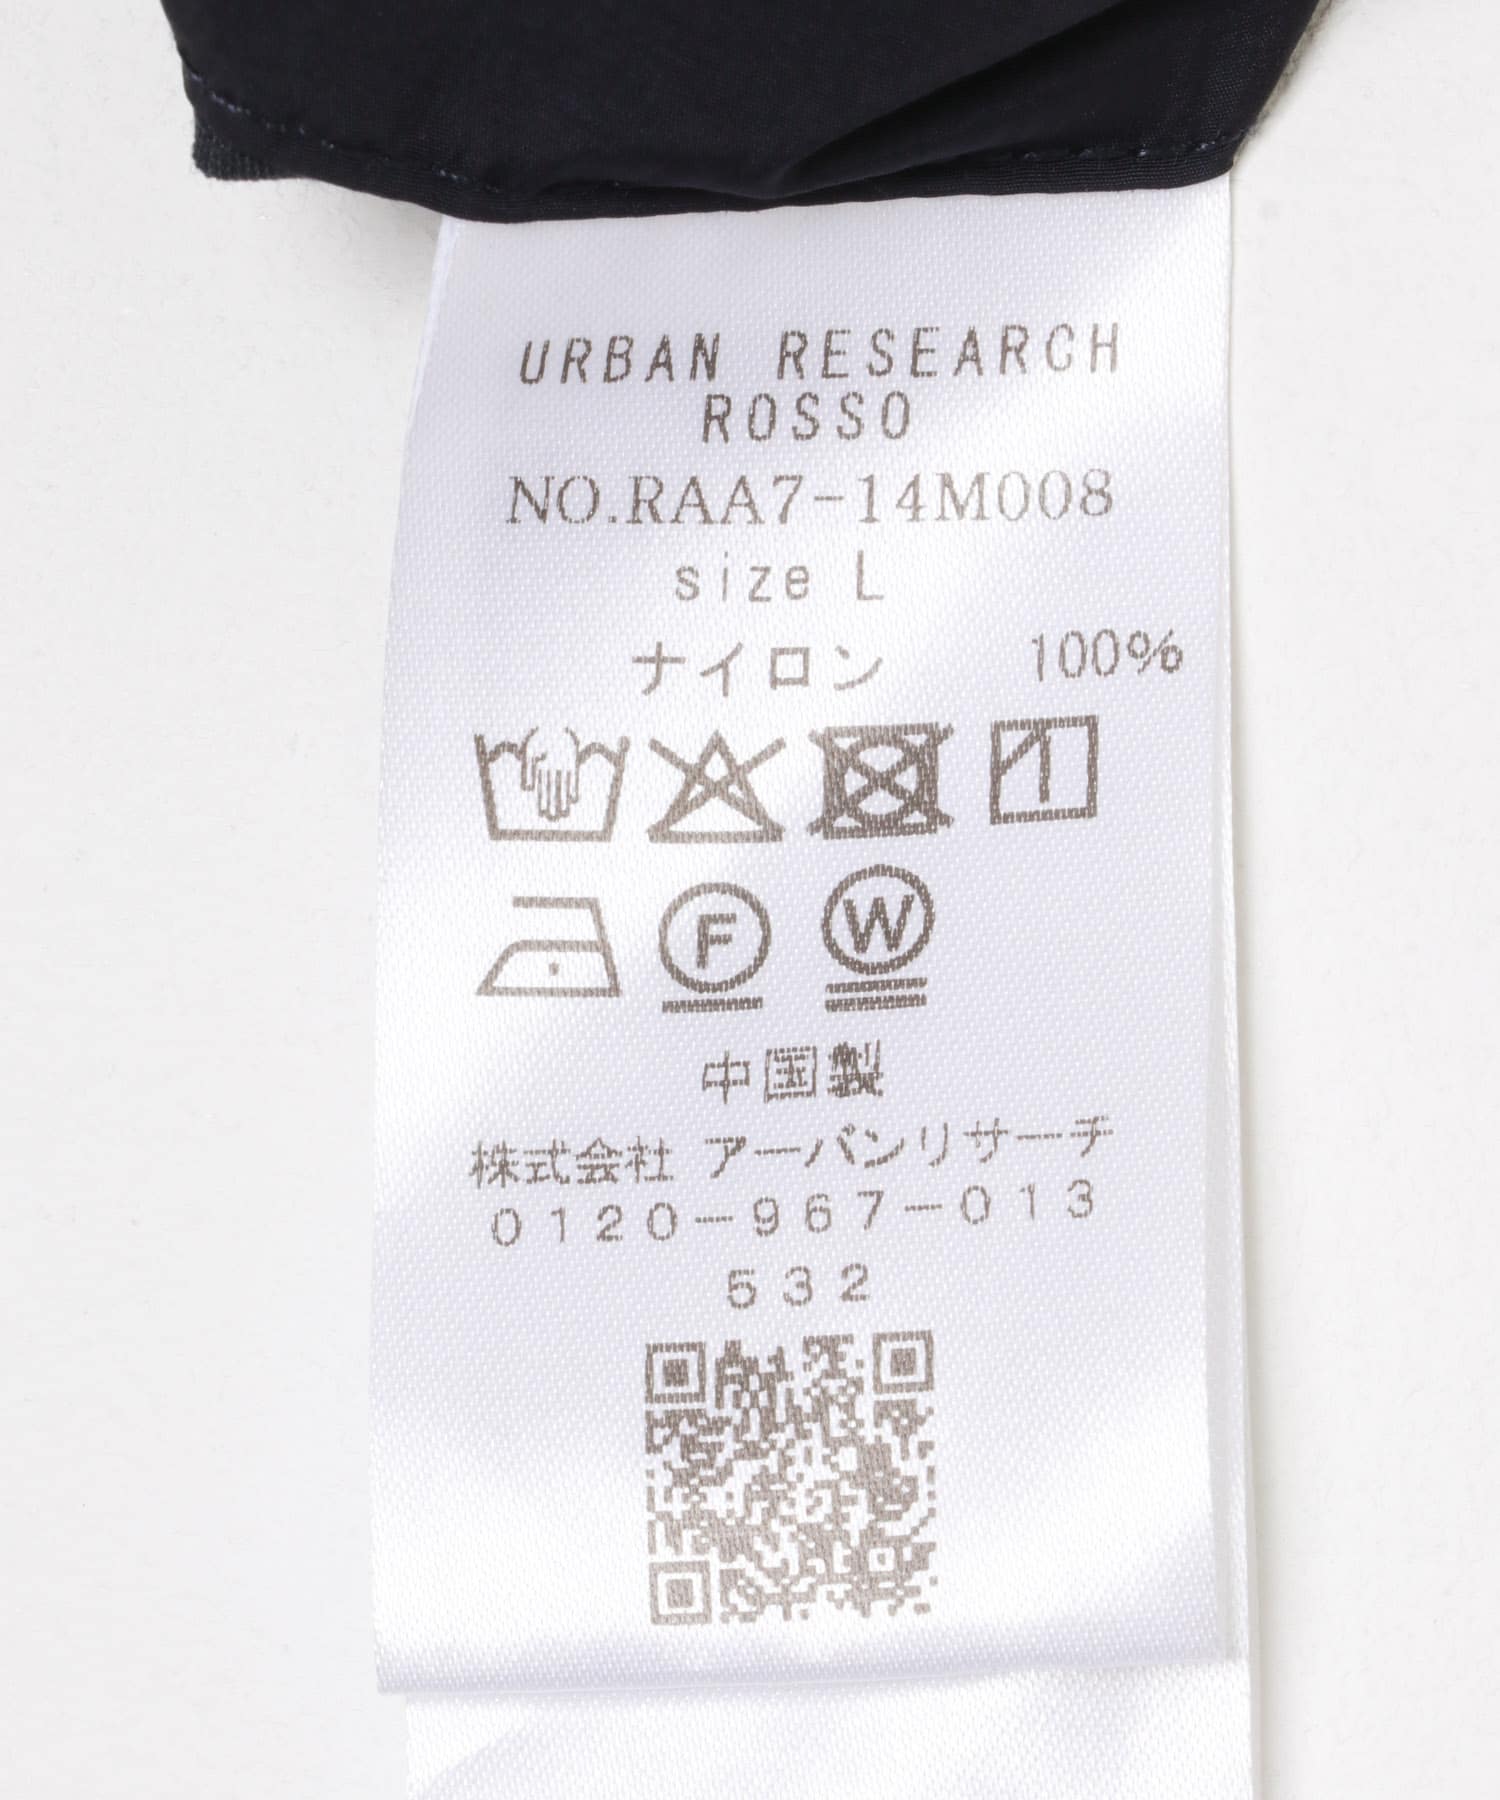 URBAN RESEARCH
ROSSO
NO.RAA7-14M008
size L
ナイロン 100%
F W
中国製
株式会社 アーバンリサーチ
0120-967-013
532